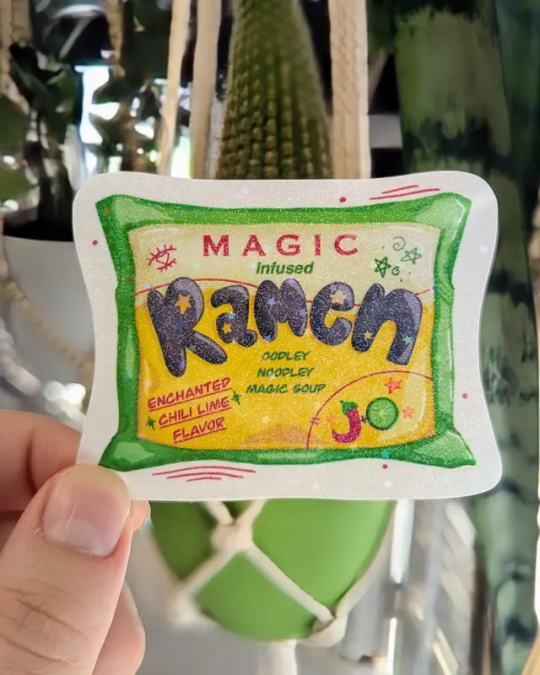 MAGIC
infused
Ramen
OODLEY
NOODLEY
MAGIC SOUP
ENCHANTED
CHILI LIME
FLAVOR